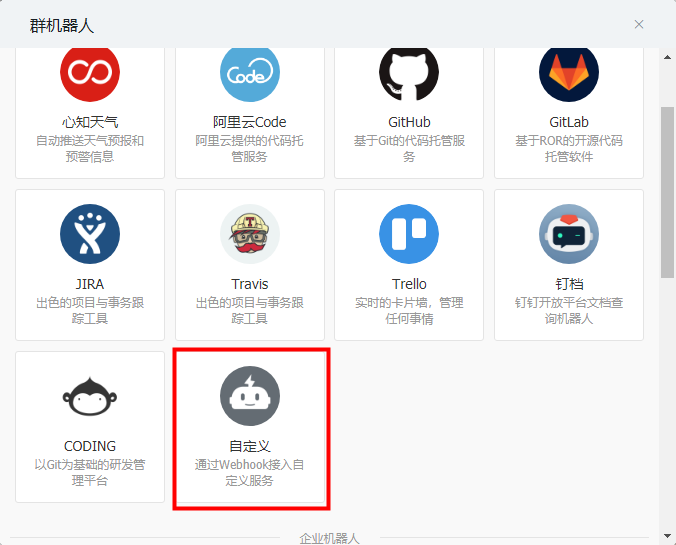 群机器人
心知天气
自动推送天气预报和
预警信息
Code
阿里云Code
阿里云提供的代码托
管服务
GitHub
基于Git的代码托管服
务
GitLab
基于ROR的开源代码
托管软件
JIRA
出色的项目与事务跟
踪工具
T
Travis
出色的项目与事务跟
踪工具
Trello
实时的卡片墙，管理
任何事情
钉档
钉钉开放平台文档查
询机器人
CODING
以Git为基础的研发管
理平台
自定义
通过Webhook接入自
定义服务
企业机器人